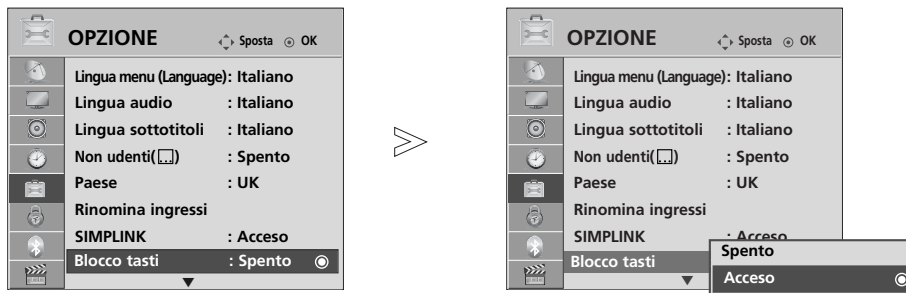 OPZIONE Sposta OK
Lingua menu (Language): Italiano
Lingua audio : Italiano
Lingua sottotitoli : Italiano
Non udenti( ) : Spento
Paese : UK
Rinomina ingressi
SIMPLINK : Acceso
Blocco tasti : Spento
OPZIONE Sposta OK
Lingua menu (Language): Italiano
Lingua audio : Italiano
Lingua sottotitoli : Italiano
Non udenti( ) : Spento
Paese : UK
Rinomina ingressi
SIMPLINK : Acceso
Blocco tasti
Spento
Acceso